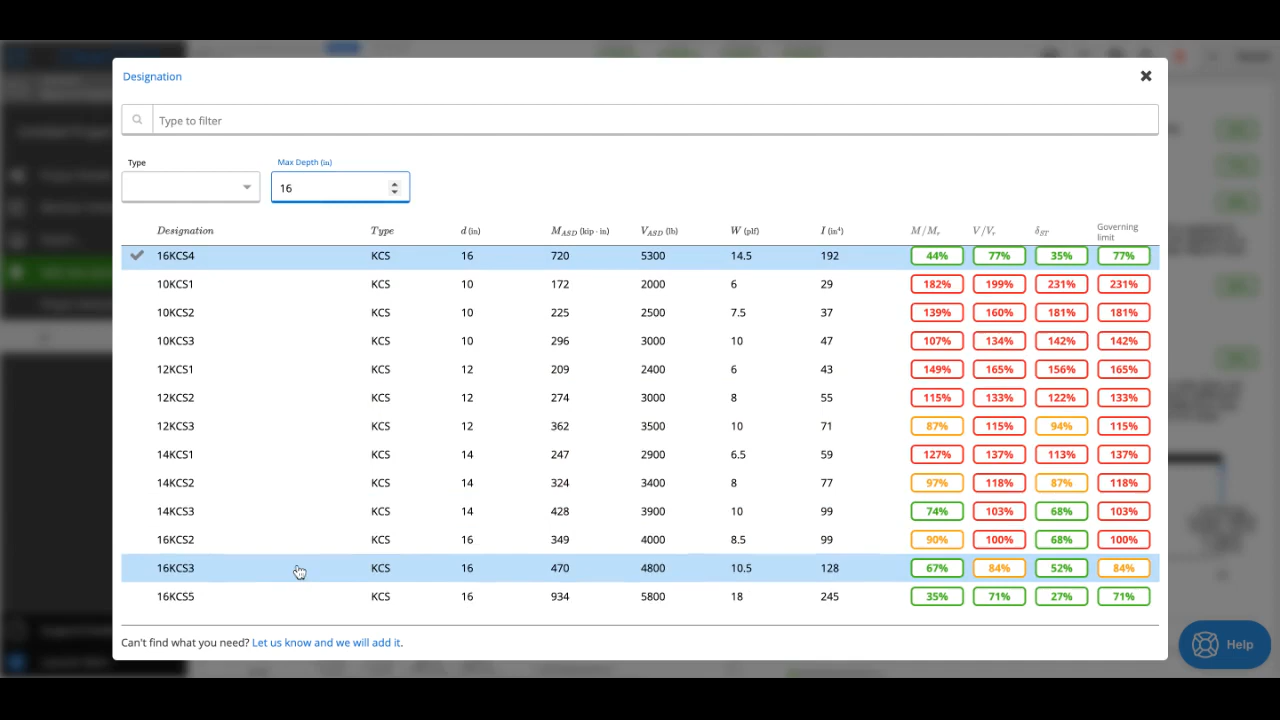 Designation
Type to filter
Type
Max Depth (in)
16
Designation Type d (in) M_ASD (kip · in) V_ASD (lb) W (plf) I (in⁴) M/M_r V/V_r δ_ST Governing limit
16KCS4 KCS 16 720 5300 14.5 192 44% 77% 35% 77%
10KCS1 KCS 10 172 2000 6 29 182% 199% 231% 231%
10KCS2 KCS 10 225 2500 7.5 37 139% 160% 181% 181%
10KCS3 KCS 10 296 3000 10 47 107% 134% 142% 142%
12KCS1 KCS 12 209 2400 6 43 149% 165% 156% 165%
12KCS2 KCS 12 274 3000 8 55 115% 133% 122% 133%
12KCS3 KCS 12 362 3500 10 71 87% 115% 94% 115%
14KCS1 KCS 14 247 2900 6.5 59 127% 137% 113% 137%
14KCS2 KCS 14 324 3400 8 77 97% 118% 87% 118%
14KCS3 KCS 14 428 3900 10 99 74% 103% 68% 103%
16KCS2 KCS 16 349 4000 8.5 99 90% 100% 68% 100%
16KCS3 KCS 16 470 4800 10.5 128 67% 84% 52% 84%
16KCS5 KCS 16 934 5800 18 245 35% 71% 27% 71%
Can't find what you need? Let us know and we will add it.
Help